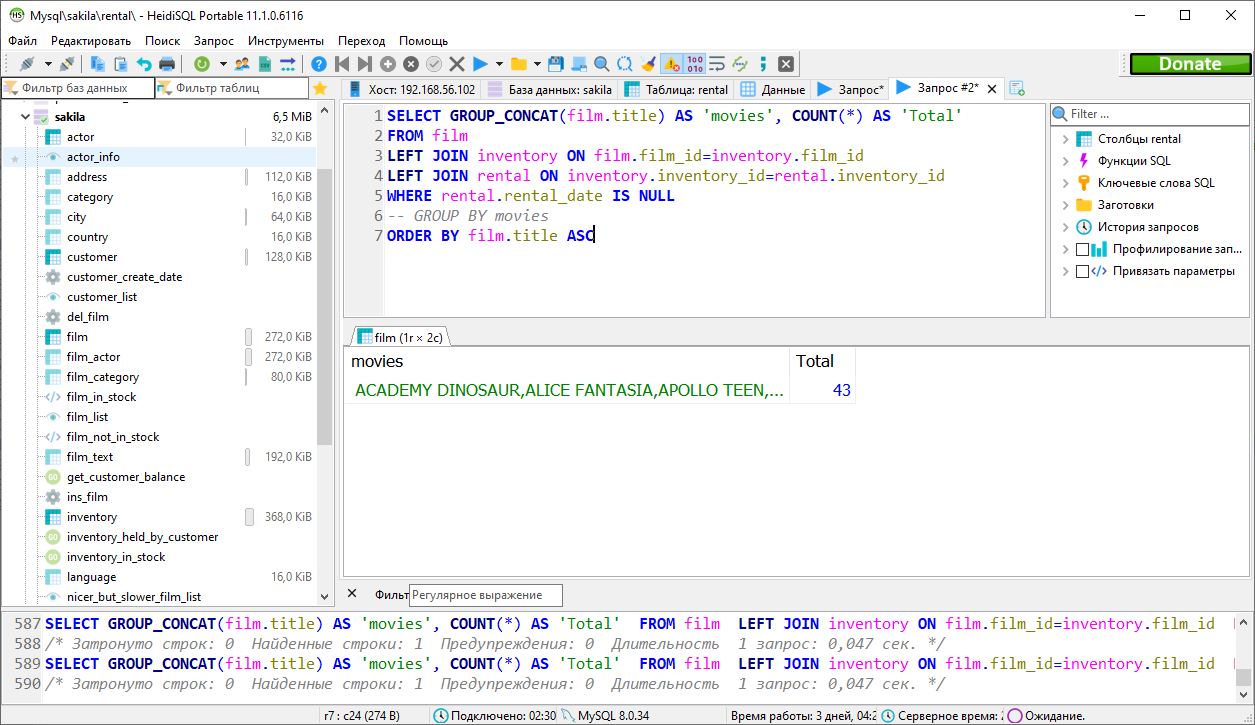 Mysql\sakila\rental\ - HeidiSQL Portable 11.1.0.6116
Файл Редактировать Поиск Запрос Инструменты Переход Помощь
Donate
Фильтр баз данных Фильтр таблиц
Хост: 192.168.56.102 База данных: sakila Таблица: rental Данные Запрос* Запрос #2*
sakila 6,5 MiB
actor 32,0 KiB
actor_info
address 112,0 KiB
category 16,0 KiB
city 64,0 KiB
country 16,0 KiB
customer 128,0 KiB
customer_create_date
customer_list
del_film
film 272,0 KiB
film_actor 272,0 KiB
film_category 80,0 KiB
film_in_stock
film_list
film_not_in_stock
film_text 192,0 KiB
get_customer_balance
ins_film
inventory 368,0 KiB
inventory_held_by_customer
inventory_in_stock
language 16,0 KiB
nicer_but_slower_film_list
1 SELECT GROUP_CONCAT(film.title) AS 'movies', COUNT(*) AS 'Total'
2 FROM film
3 LEFT JOIN inventory ON film.film_id=inventory.film_id
4 LEFT JOIN rental ON inventory.inventory_id=rental.inventory_id
5 WHERE rental.rental_date IS NULL
6 -- GROUP BY movies
7 ORDER BY film.title ASC
Filter ...
Столбцы rental
Функции SQL
Ключевые слова SQL
Заготовки
История запросов
Профилирование зап...
Привязать параметры
film (1r × 2c)
movies Total
ACADEMY DINOSAUR,ALICE FANTASIA,APOLLO TEEN,... 43
Фильт Регулярное выражение
587 SELECT GROUP_CONCAT(film.title) AS 'movies', COUNT(*) AS 'Total' FROM film LEFT JOIN inventory ON film.film_id=inventory.film_id
588 /* Затронуто строк: 0 Найденные строки: 1 Предупреждения: 0 Длительность 1 запрос: 0,047 сек. */
589 SELECT GROUP_CONCAT(film.title) AS 'movies', COUNT(*) AS 'Total' FROM film LEFT JOIN inventory ON film.film_id=inventory.film_id
590 /* Затронуто строк: 0 Найденные строки: 1 Предупреждения: 0 Длительность 1 запрос: 0,047 сек. */
r7 : c24 (274 B) Подключено: 02:30 MySQL 8.0.34 Время работы: 3 дней, 04:2 Серверное время: Ожидание.